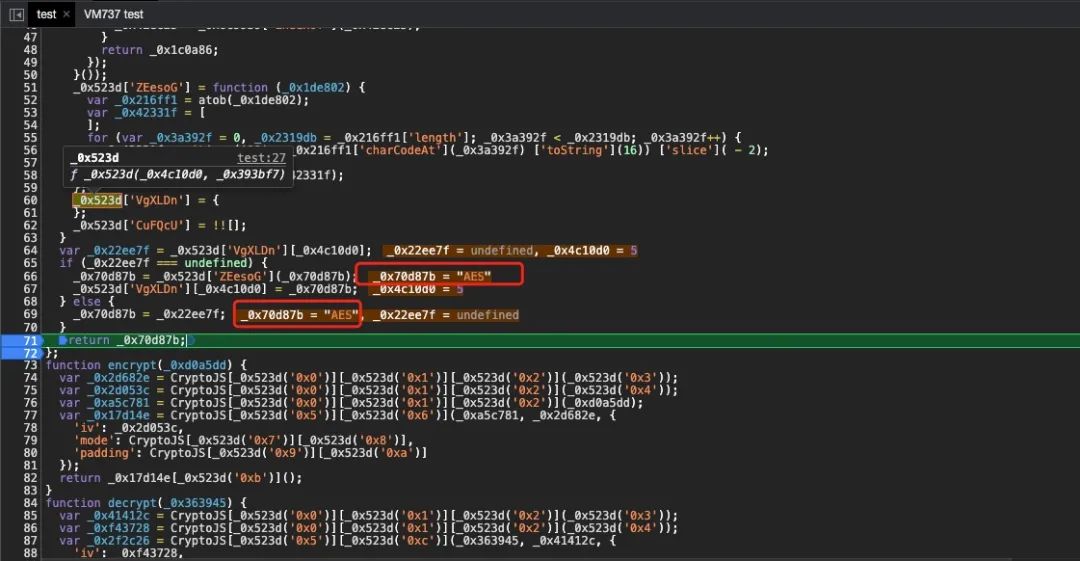 test × VM737 test
47 }
48 return _0x1c0a86;
49 });
50 }());
51 _0x523d['ZEesoG'] = function (_0x1de802) {
52 var _0x216ff1 = atob(_0x1de802);
53 var _0x42331f = [
54 ];
55 for (var _0x3a392f = 0, _0x2319db = _0x216ff1['length']; _0x3a392f < _0x2319db; _0x3a392f++) {
56 _0x216ff1['charCodeAt'](_0x3a392f) ['toString'](16)) ['slice']( - 2);
57 _0x523d test:27
58 ƒ _0x523d(_0x4c10d0, _0x393bf7) 42331f);
59 };
60 _0x523d['VgXLDn'] = {
61 };
62 _0x523d['CuFQcU'] = !![];
63 }
64 var _0x22ee7f = _0x523d['VgXLDn'][_0x4c10d0]; _0x22ee7f = undefined, _0x4c10d0 = 5
65 if (_0x22ee7f === undefined) {
66 _0x70d87b = _0x523d['ZEesoG'](_0x70d87b); _0x70d87b = "AES"
67 _0x523d['VgXLDn'][_0x4c10d0] = _0x70d87b; _0x4c10d0 = 5
68 } else {
69 _0x70d87b = _0x22ee7f; _0x70d87b = "AES", _0x22ee7f = undefined
70 }
71 return _0x70d87b;
72 };
73 function encrypt(_0xd0a5dd) {
74 var _0x2d682e = CryptoJS[_0x523d('0x0')][_0x523d('0x1')][_0x523d('0x2')](_0x523d('0x3'));
75 var _0x2d053c = CryptoJS[_0x523d('0x0')][_0x523d('0x1')][_0x523d('0x2')](_0x523d('0x4'));
76 var _0xa5c781 = CryptoJS[_0x523d('0x0')][_0x523d('0x1')][_0x523d('0x2')](_0xd0a5dd);
77 var _0x17d14e = CryptoJS[_0x523d('0x5')][_0x523d('0x6')](_0xa5c781, _0x2d682e, {
78 'iv': _0x2d053c,
79 'mode': CryptoJS[_0x523d('0x7')][_0x523d('0x8')],
80 'padding': CryptoJS[_0x523d('0x9')][_0x523d('0xa')]
81 });
82 return _0x17d14e[_0x523d('0xb')]();
83 }
84 function decrypt(_0x363945) {
85 var _0x41412c = CryptoJS[_0x523d('0x0')][_0x523d('0x1')][_0x523d('0x2')](_0x523d('0x3'));
86 var _0xf43728 = CryptoJS[_0x523d('0x0')][_0x523d('0x1')][_0x523d('0x2')](_0x523d('0x4'));
87 var _0x2f2c26 = CryptoJS[_0x523d('0x5')][_0x523d('0xc')](_0x363945, _0x41412c, {
88 'iv': _0xf43728,